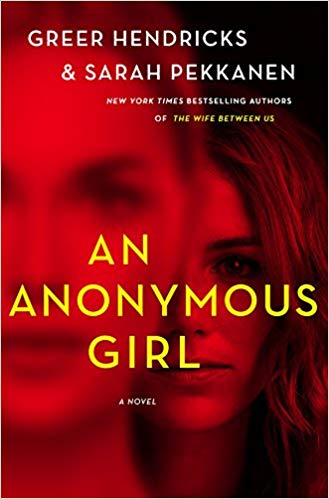 GREER HENDRICKS
& SARAH PEKKANEN
NEW YORK TIMES BESTSELLING AUTHORS
OF THE WIFE BETWEEN US
AN
ANONYMOUS
GIRL
A NOVEL